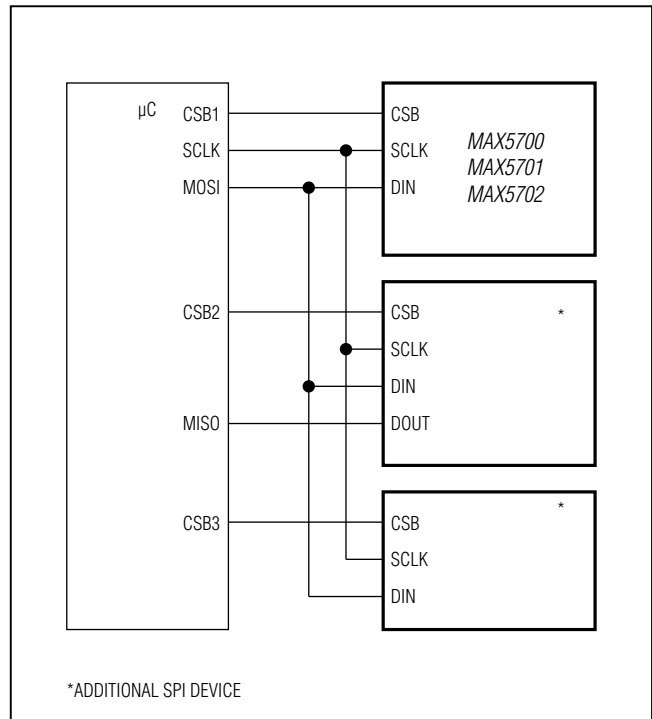 µC
CSB1
SCLK
MOSI
CSB2
MISO
CSB3
CSB
SCLK
DIN
MAX5700
MAX5701
MAX5702
CSB
*
SCLK
DIN
DOUT
CSB
*
SCLK
DIN
*ADDITIONAL SPI DEVICE